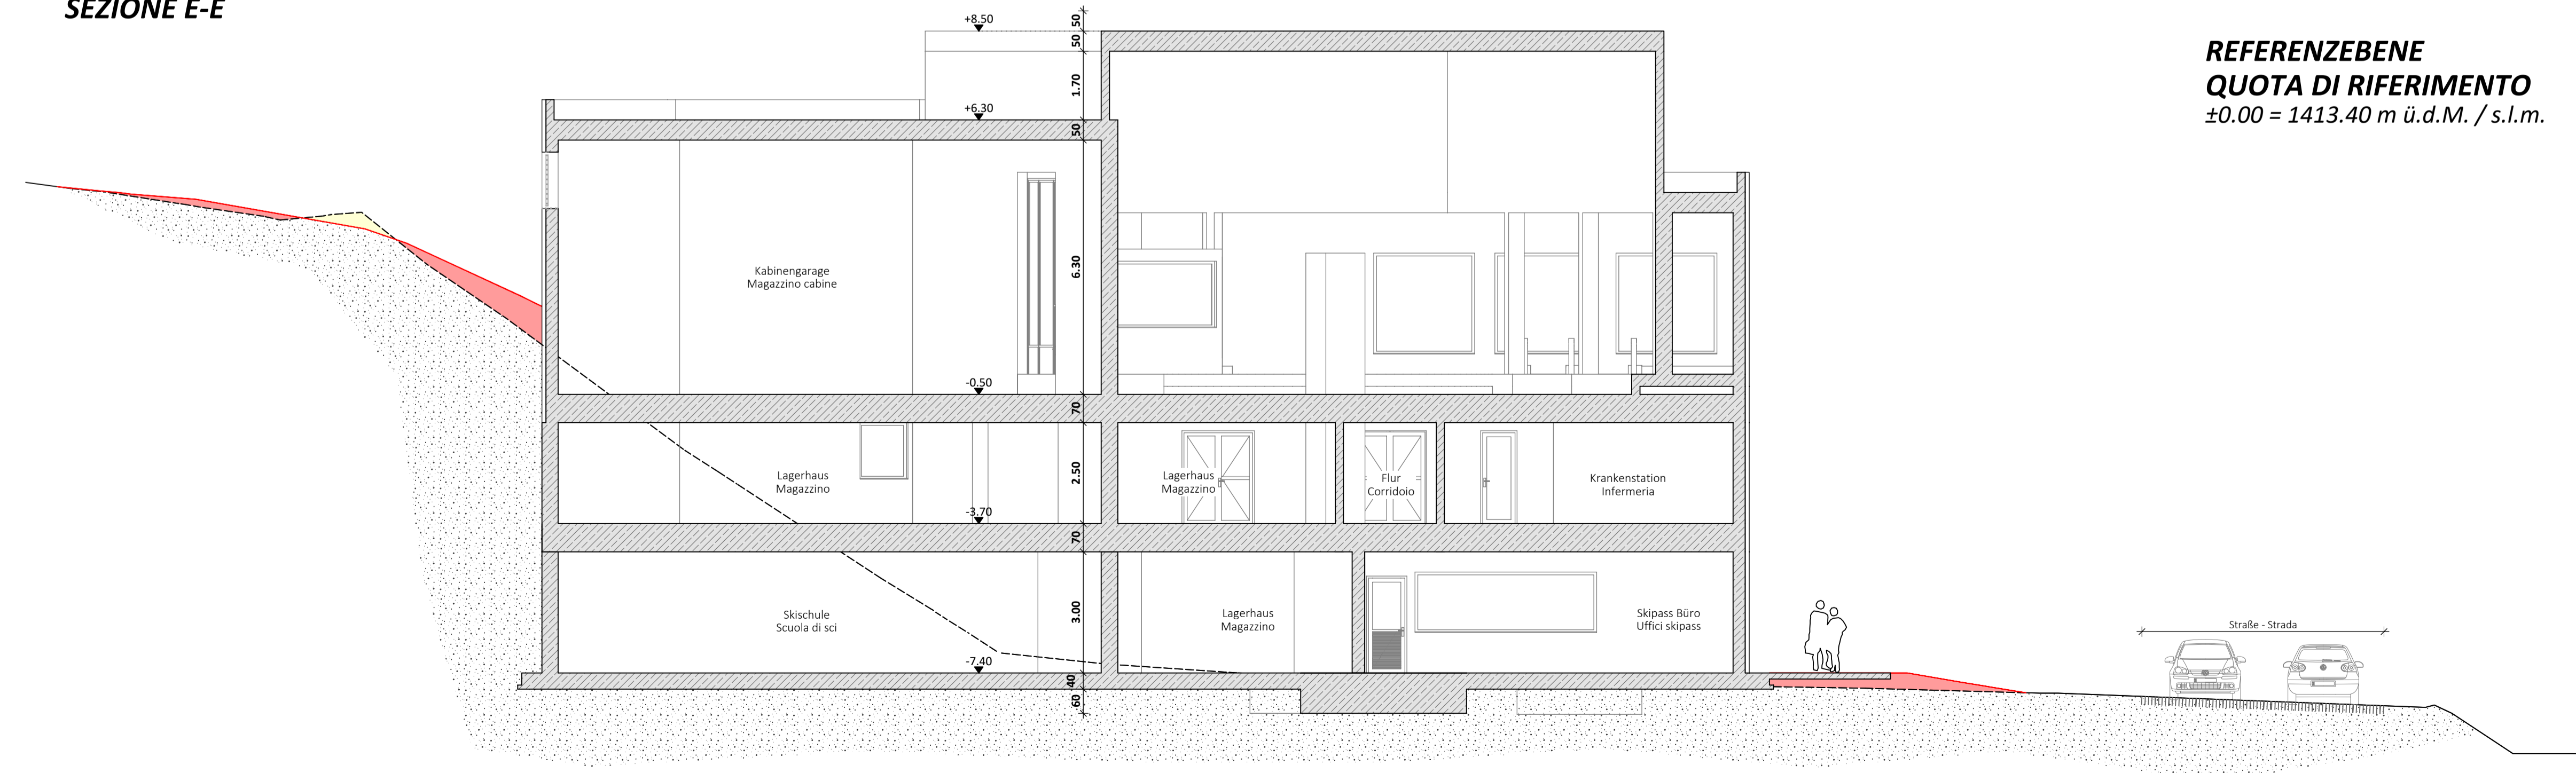 SEZIONE E-E
REFERENZEBENE
QUOTA DI RIFERIMENTO
±0.00 = 1413.40 m ü.d.M. / s.l.m.
+8.50
50
50
1.70
+6.30
50
Kabinengarage
Magazzino cabine
6.30
-0.50
70
Lagerhaus
Magazzino
2.50
Lagerhaus
Magazzino
Flur
Corridoio
Krankenstation
Infermeria
-3.70
70
Skischule
Scuola di sci
3.00
Lagerhaus
Magazzino
Skipass Büro
Uffici skipass
Straße - Strada
-7.40
40
60